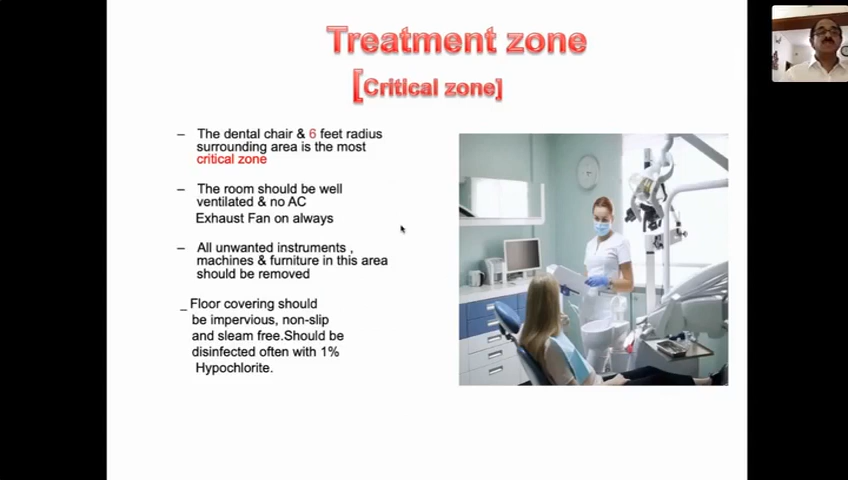 Treatment zone
[Critical zone]
– The dental chair & 6 feet radius
surrounding area is the most
critical zone
– The room should be well
ventilated & no AC
Exhaust Fan on always
– All unwanted instruments ,
machines & furniture in this area
should be removed
_ Floor covering should
be impervious, non-slip
and sleam free.Should be
disinfected often with 1%
Hypochlorite.